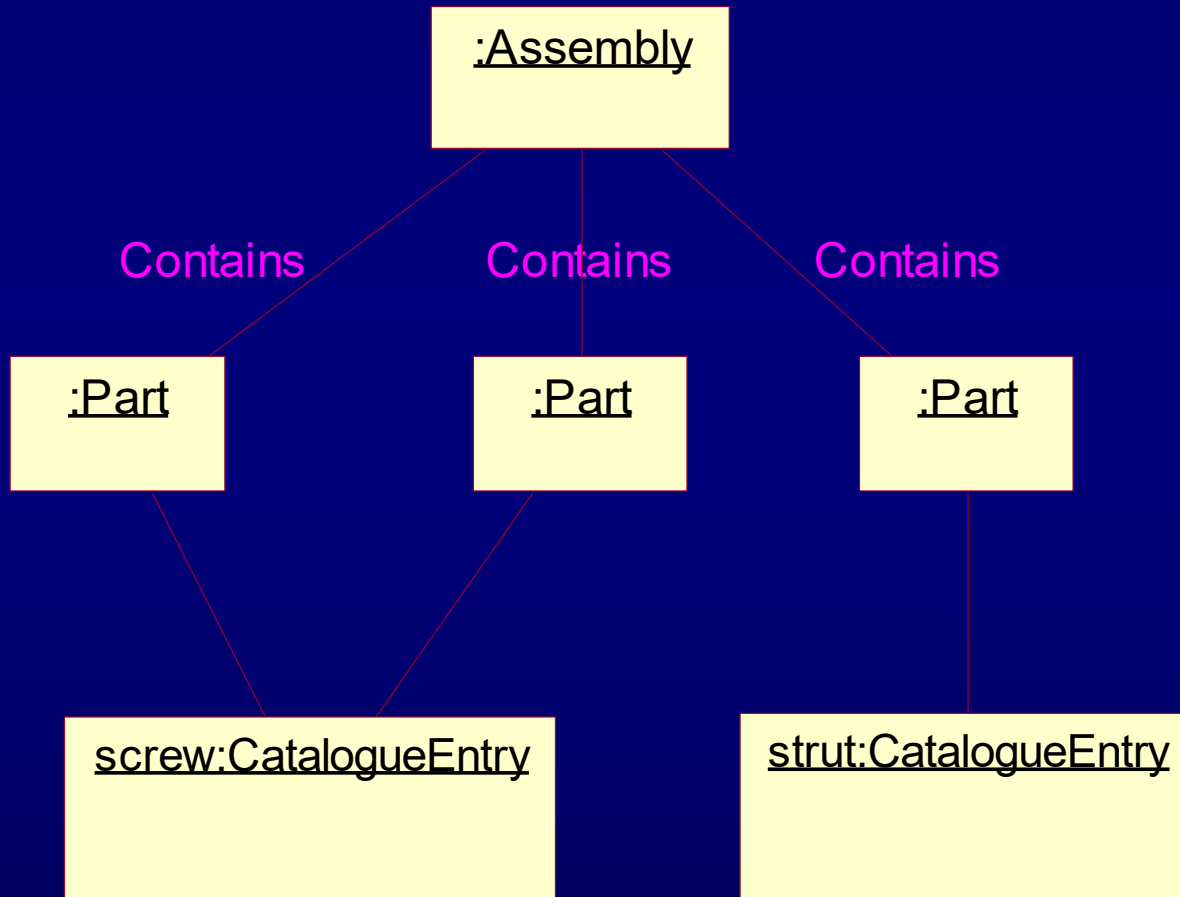 :Assembly
Contains Contains Contains
:Part :Part :Part
screw:CatalogueEntry strut:CatalogueEntry